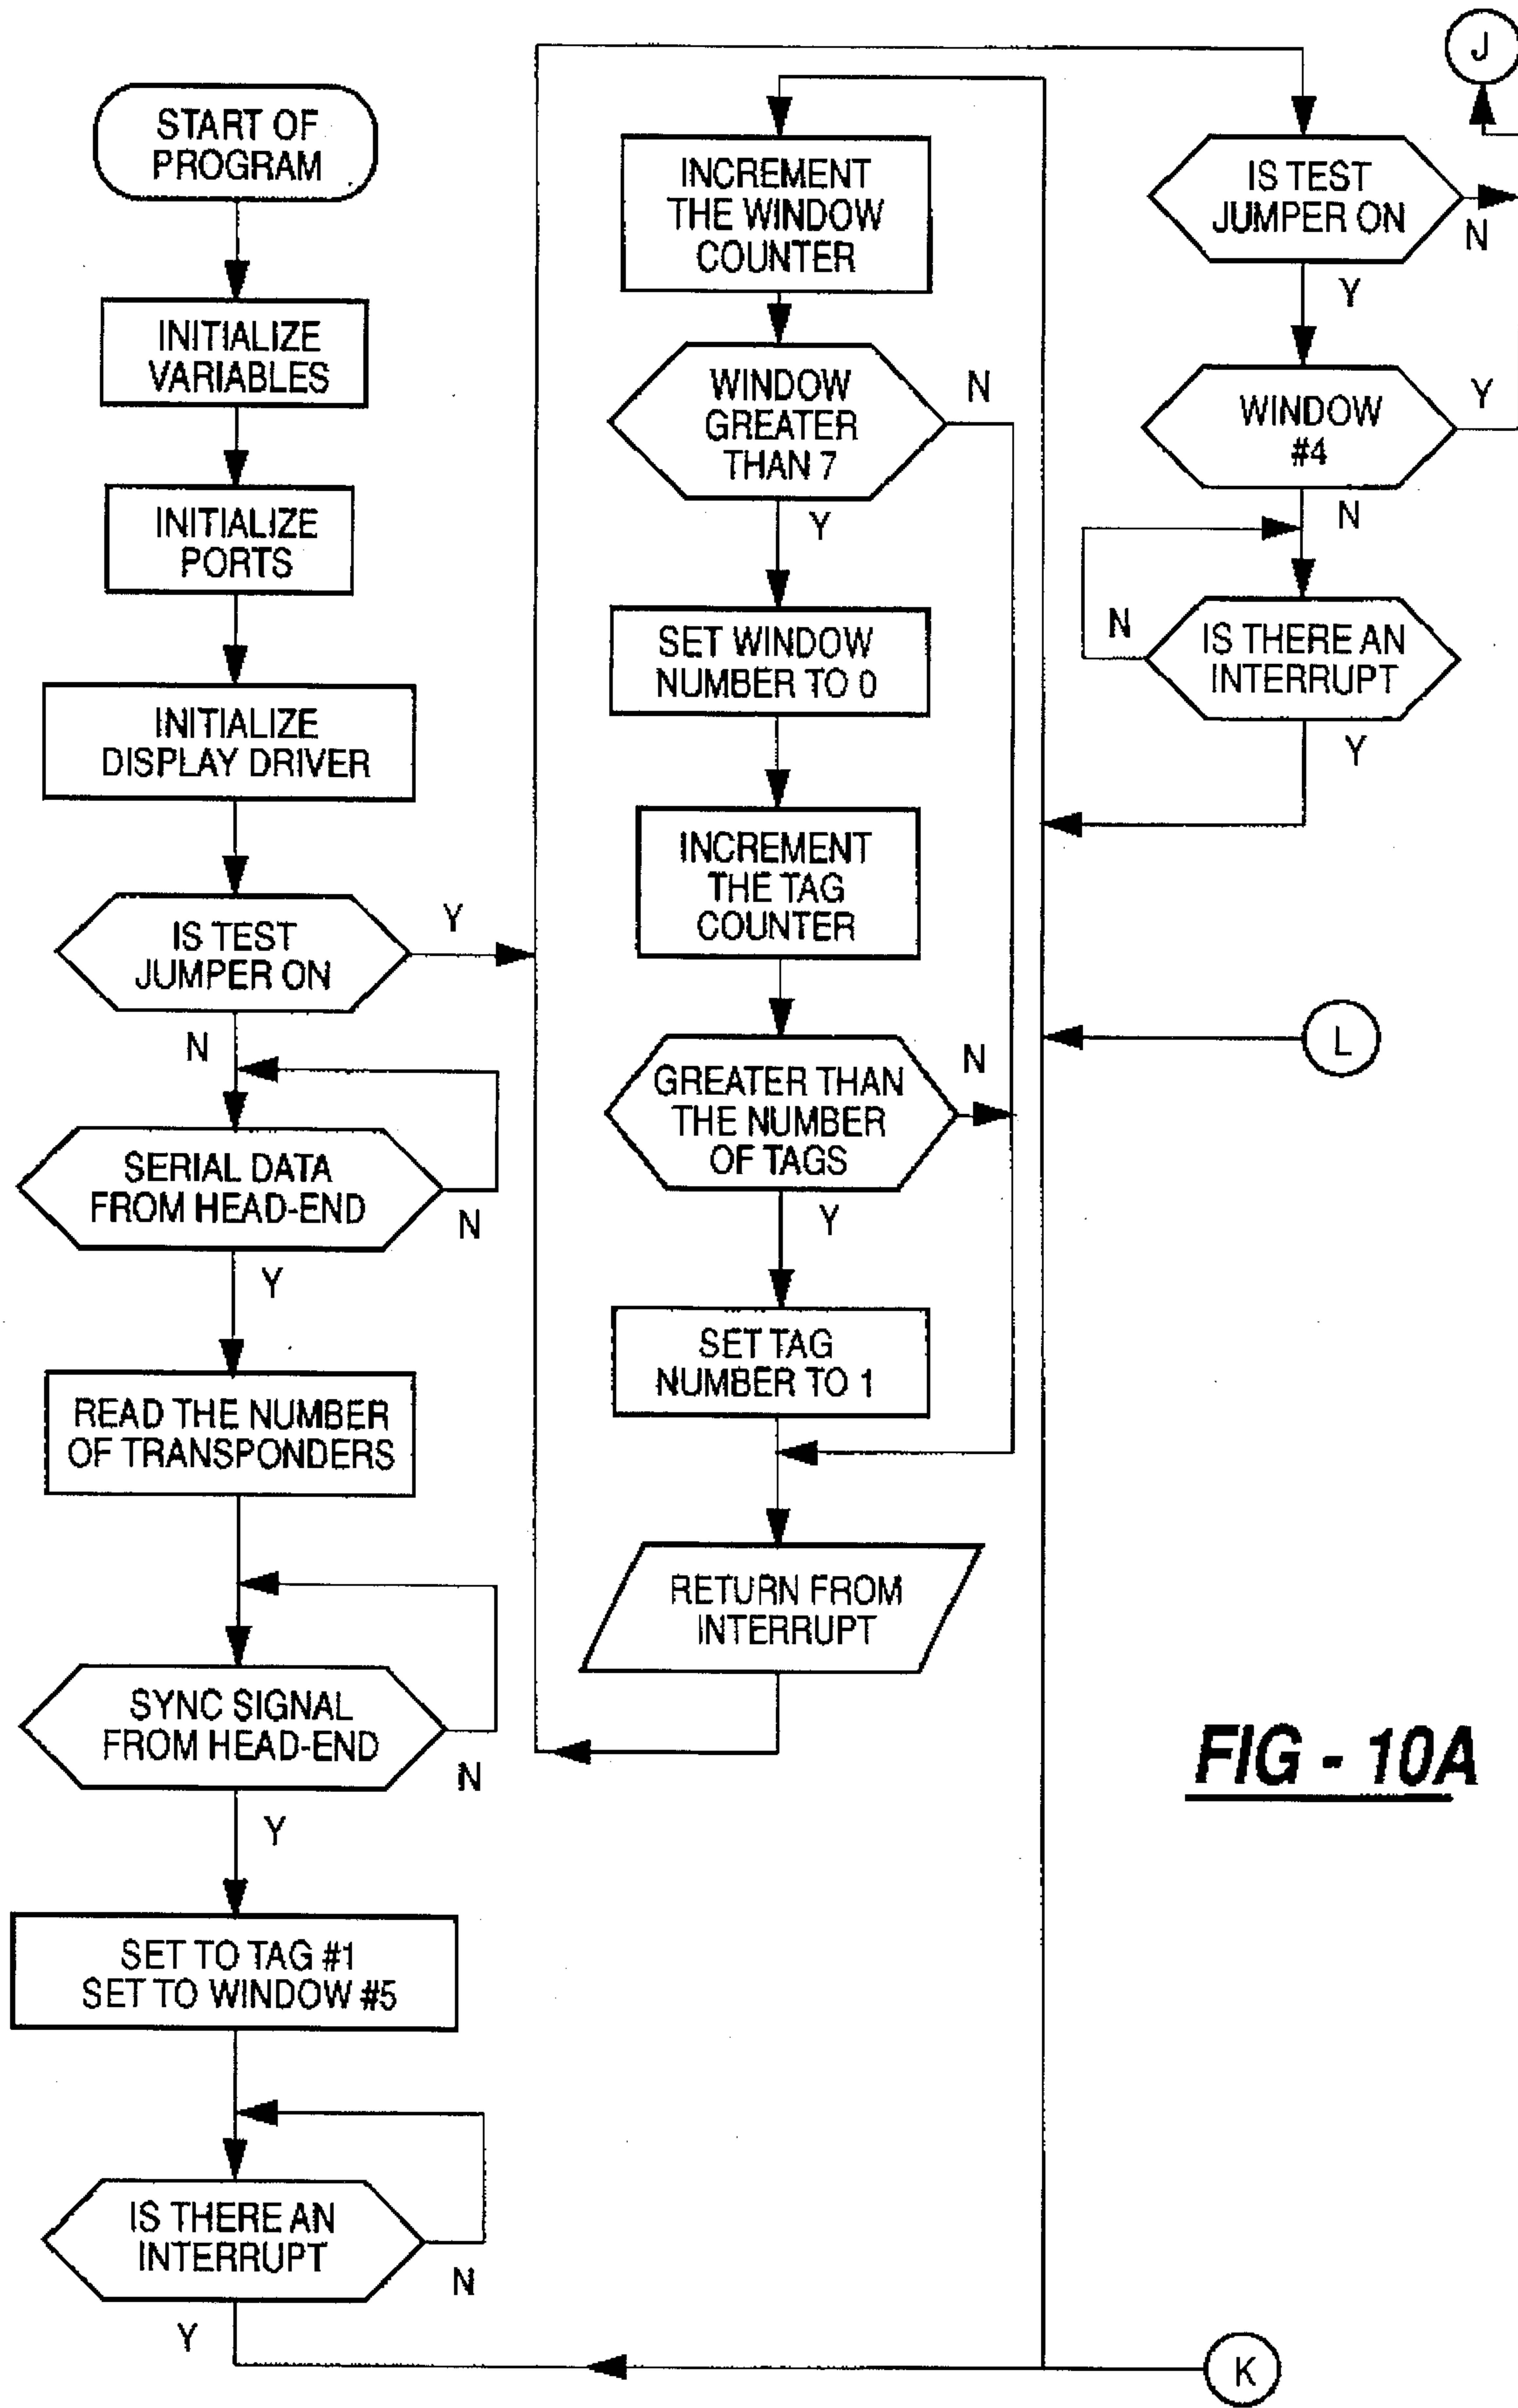 START OF
PROGRAM
INITIALIZE
VARIABLES
INITIALIZE
PORTS
INITIALIZE
DISPLAY DRIVER
IS TEST
JUMPER ON
Y
N
SERIAL DATA
FROM HEAD-END
N
Y
READ THE NUMBER
OF TRANSPONDERS
SYNC SIGNAL
FROM HEAD-END
N
Y
SET TO TAG #1
SET TO WINDOW #5
IS THERE AN
INTERRUPT
N
Y
INCREMENT
THE WINDOW
COUNTER
WINDOW
GREATER
THAN 7
N
Y
SET WINDOW
NUMBER TO 0
INCREMENT
THE TAG
COUNTER
GREATER THAN
THE NUMBER
OF TAGS
N
Y
SET TAG
NUMBER TO 1
RETURN FROM
INTERRUPT
J
IS TEST
JUMPER ON
N
Y
WINDOW
#4
Y
N
IS THERE AN
INTERRUPT
N
Y
L
K
FIG - 10A